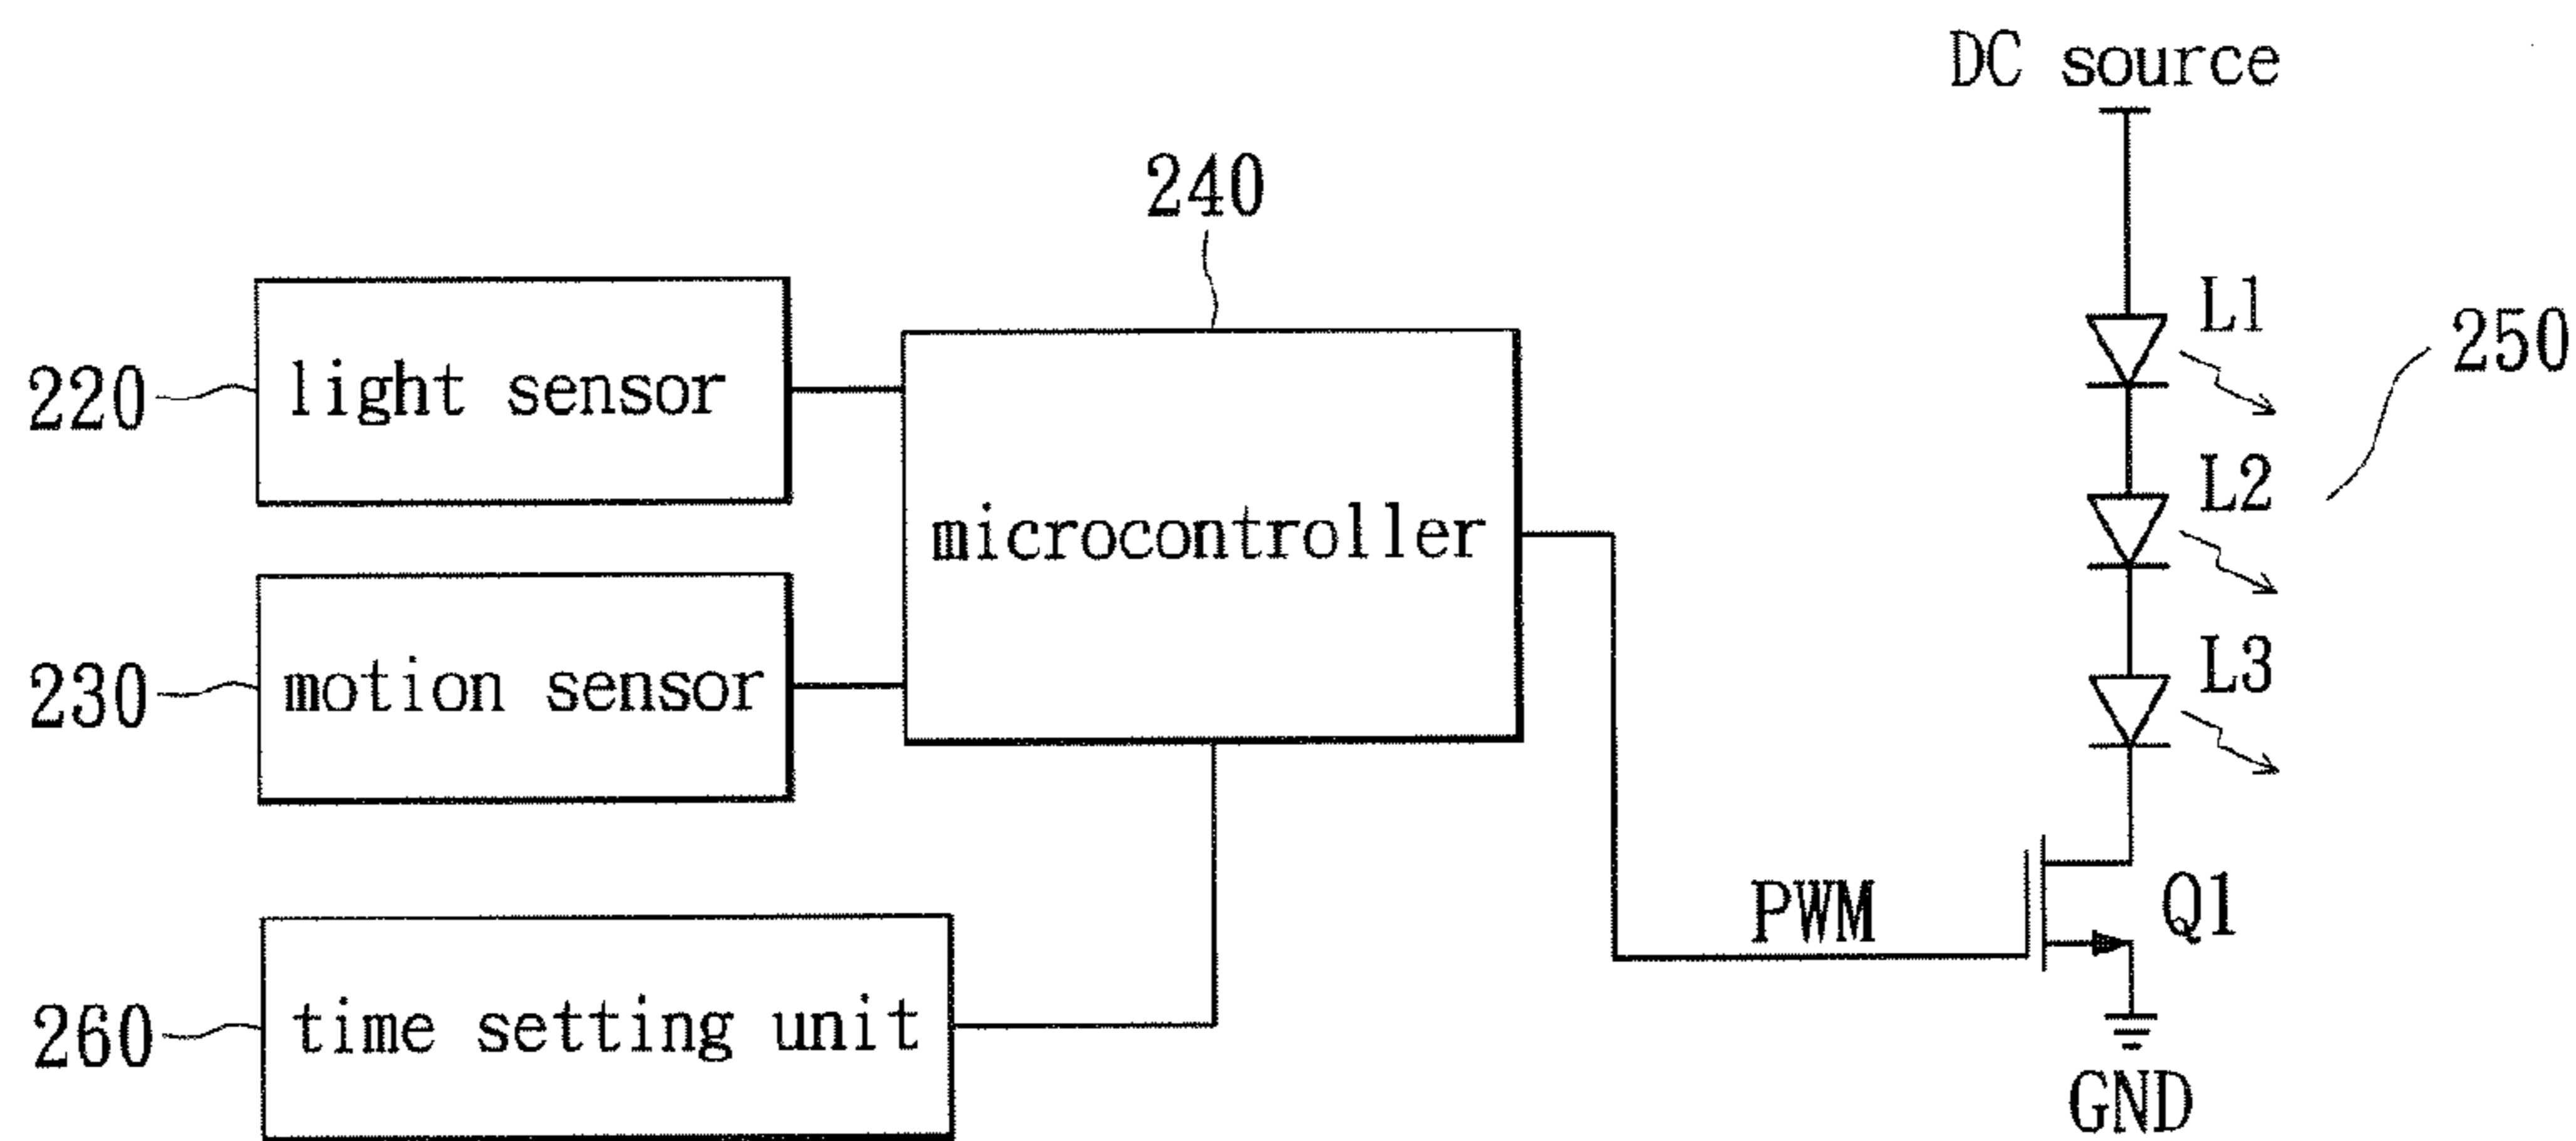 DC source
240
L1
250
220
light sensor
L2
microcontroller
L3
230
motion sensor
PWM
Q1
260
time setting unit
GND